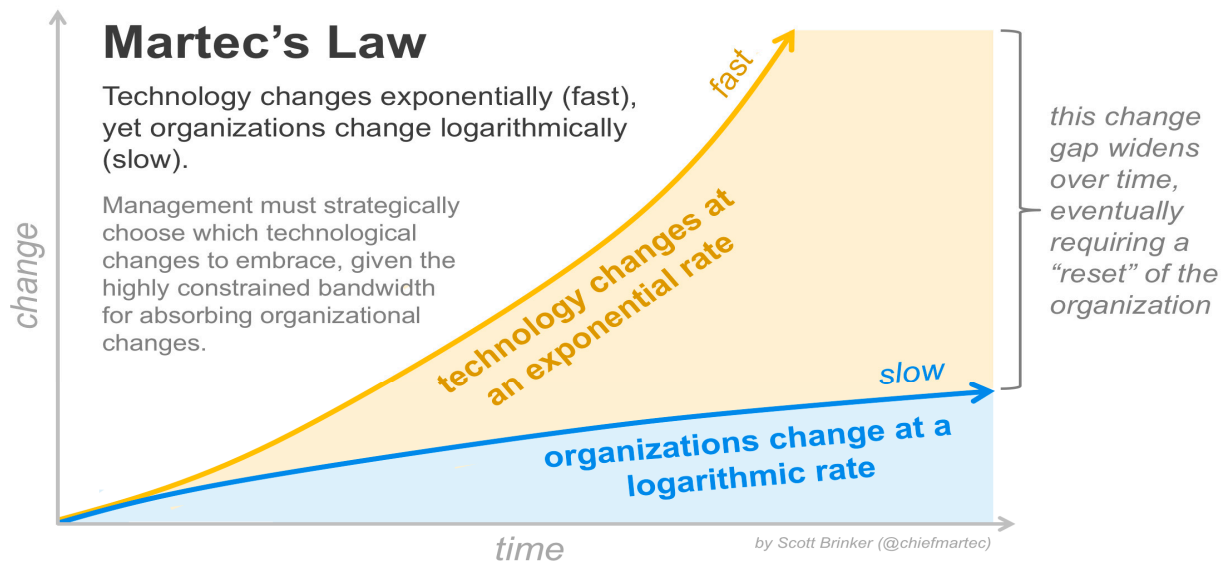 Martec's Law
Technology changes exponentially (fast),
yet organizations change logarithmically
(slow).
Management must strategically
choose which technological
changes to embrace, given the
highly constrained bandwidth
for absorbing organizational
changes.
change
fast
technology changes at
an exponential rate
slow
organizations change at a
logarithmic rate
this change
gap widens
over time,
eventually
requiring a
“reset” of the
organization
time
by Scott Brinker (@chiefmartec)